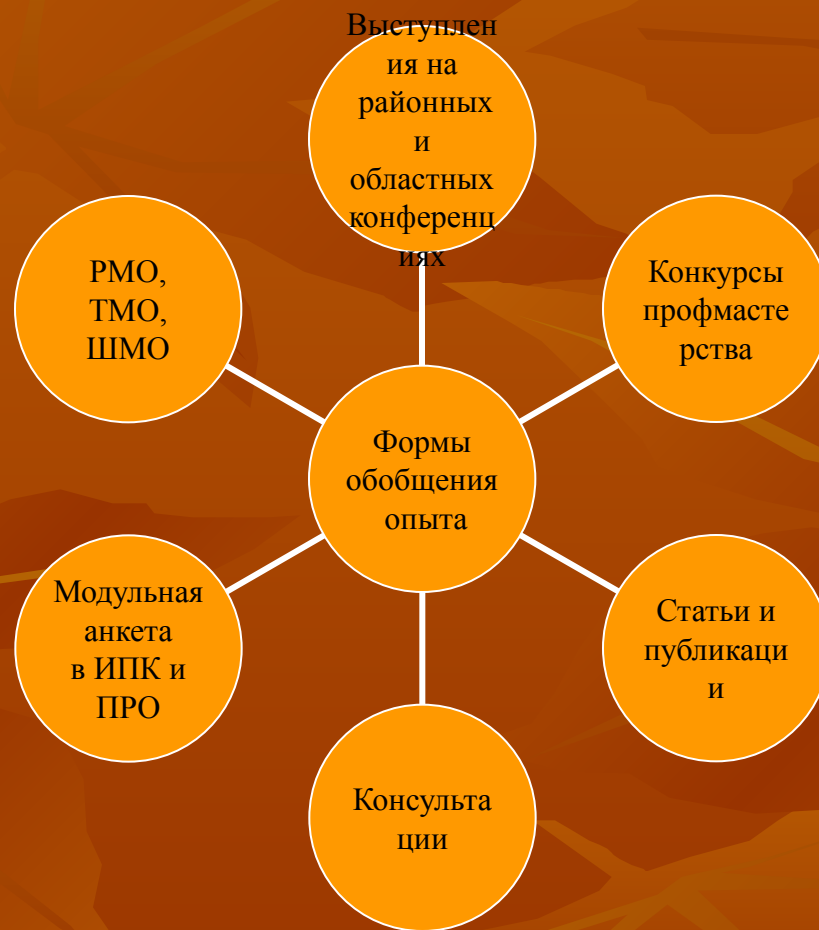 Выступлен
ия на
районных
и
областных
конференц
иях
РМО,
ТМО,
ШМО
Конкурсы
профмасте
рства
Формы
обобщения
опыта
Модульная
анкета
в ИПК и
ПРО
Статьи и
публикаци
и
Консульта
ции